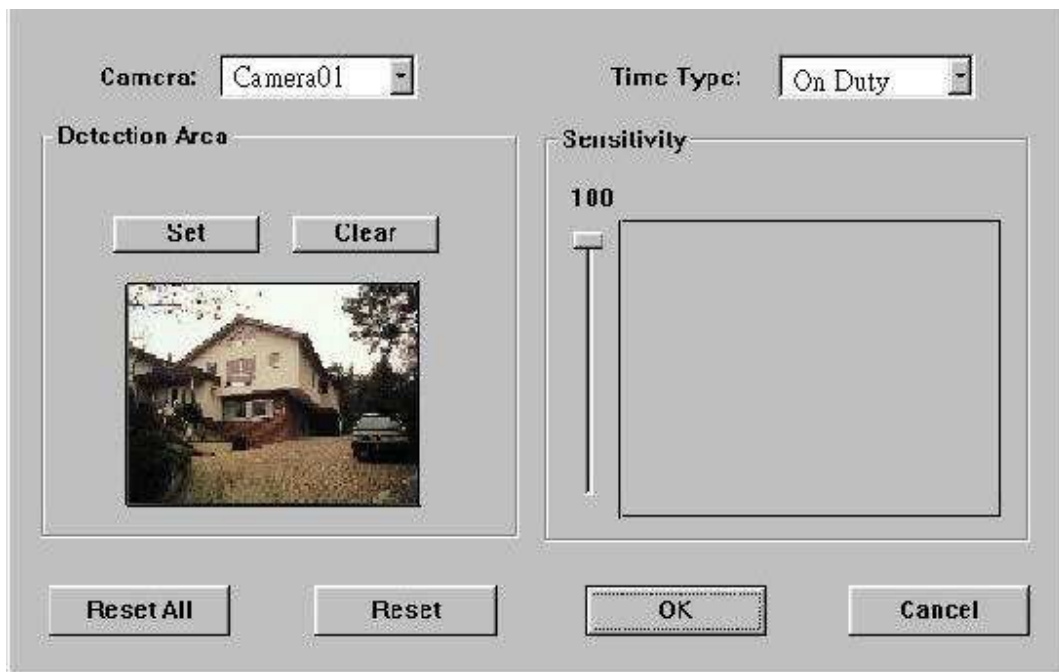 Camera: Camera01 Time Type: On Duty
Detection Area Sensitivity
100
Set Clear
Reset All Reset OK Cancel